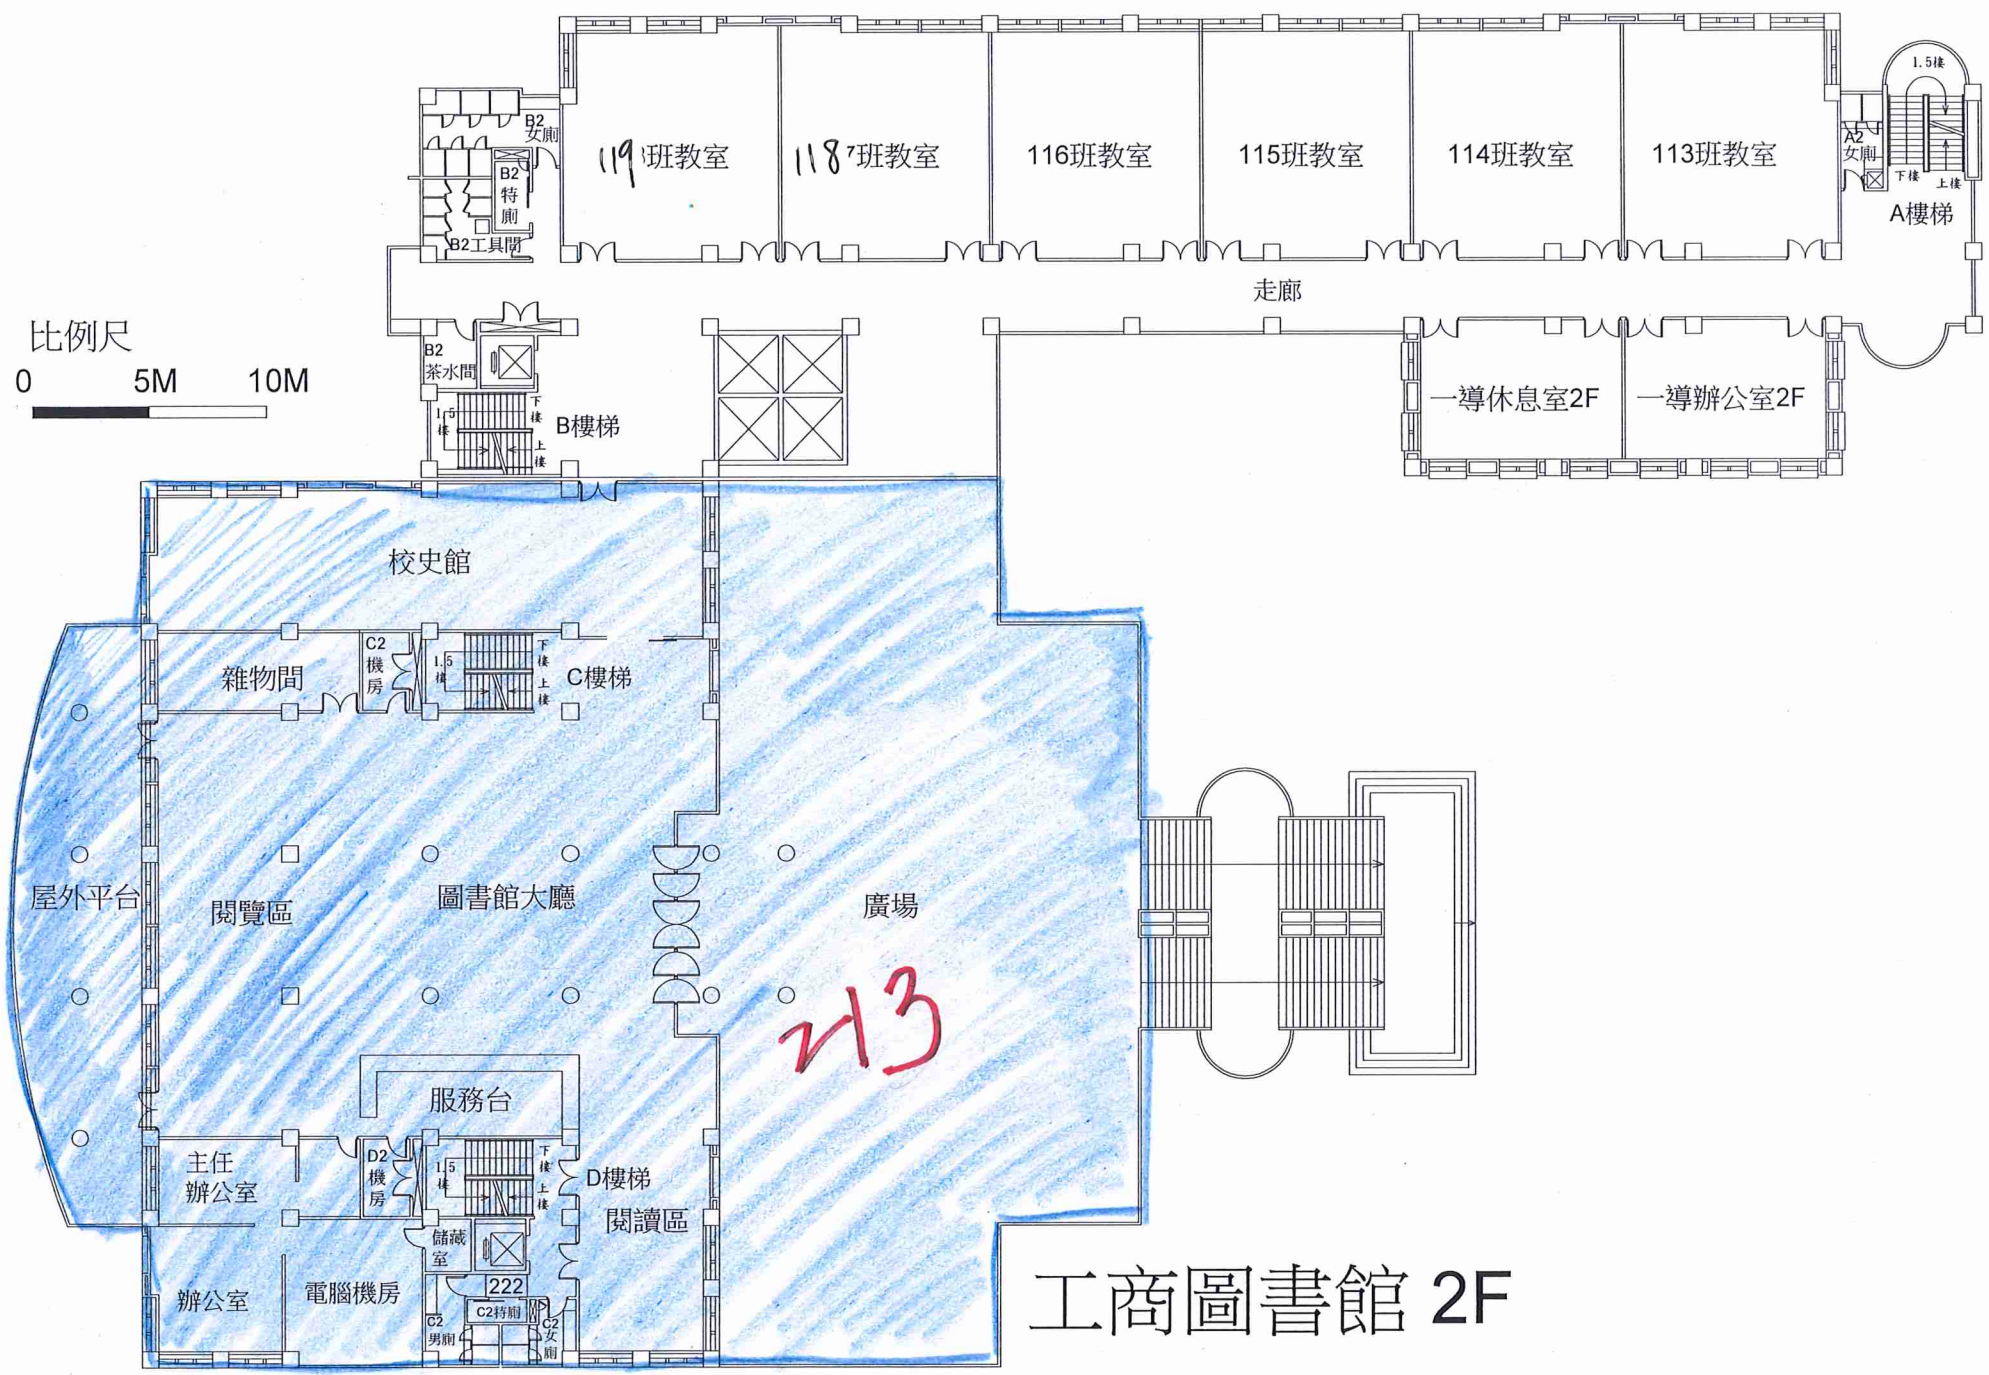 1.5樓
B2
女廁
119班教室
118班教室
116班教室
115班教室
114班教室
113班教室
A2
女廁
下樓
上樓
A樓梯
B2
特廁
B2工具間
走廊
比例尺
0 5M 10M
B2
茶水間
1.5
樓
下樓
上樓
B樓梯
一導休息室2F
一導辦公室2F
校史館
雜物間
C2
機房
1.5
樓
下樓
上樓
C樓梯
屋外平台
閱覽區
圖書館大廳
廣場
213
服務台
主任
辦公室
D2
機房
1.5
樓
下樓
上樓
D樓梯
閱讀區
儲藏
室
222
辦公室
電腦機房
C2
男廁
C2特廁
C2
女廁
工商圖書館 2F